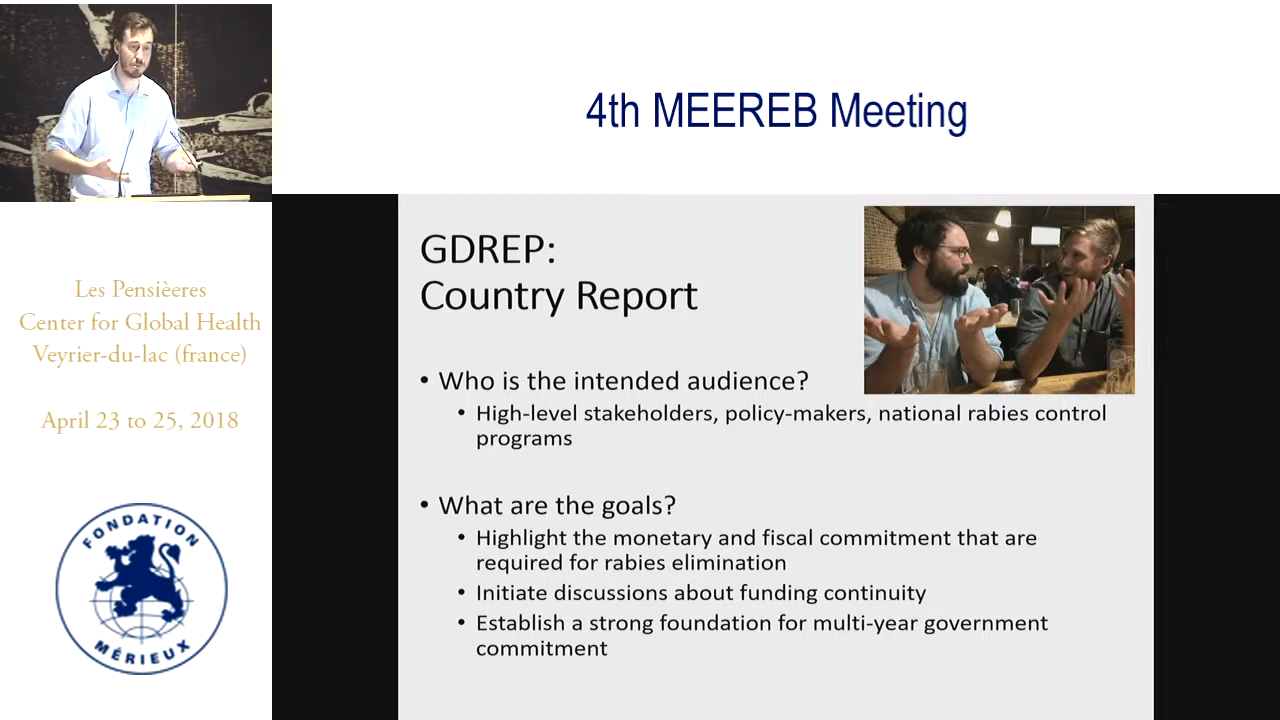 4th MEEREB Meeting
Les Pensièeres
Center for Global Health
Veyrier-du-lac (france)
April 23 to 25, 2018
FONDATION
MÉRIEUX
GDREP:
Country Report
• Who is the intended audience?
• High-level stakeholders, policy-makers, national rabies control
programs
• What are the goals?
• Highlight the monetary and fiscal commitment that are
required for rabies elimination
• Initiate discussions about funding continuity
• Establish a strong foundation for multi-year government
commitment